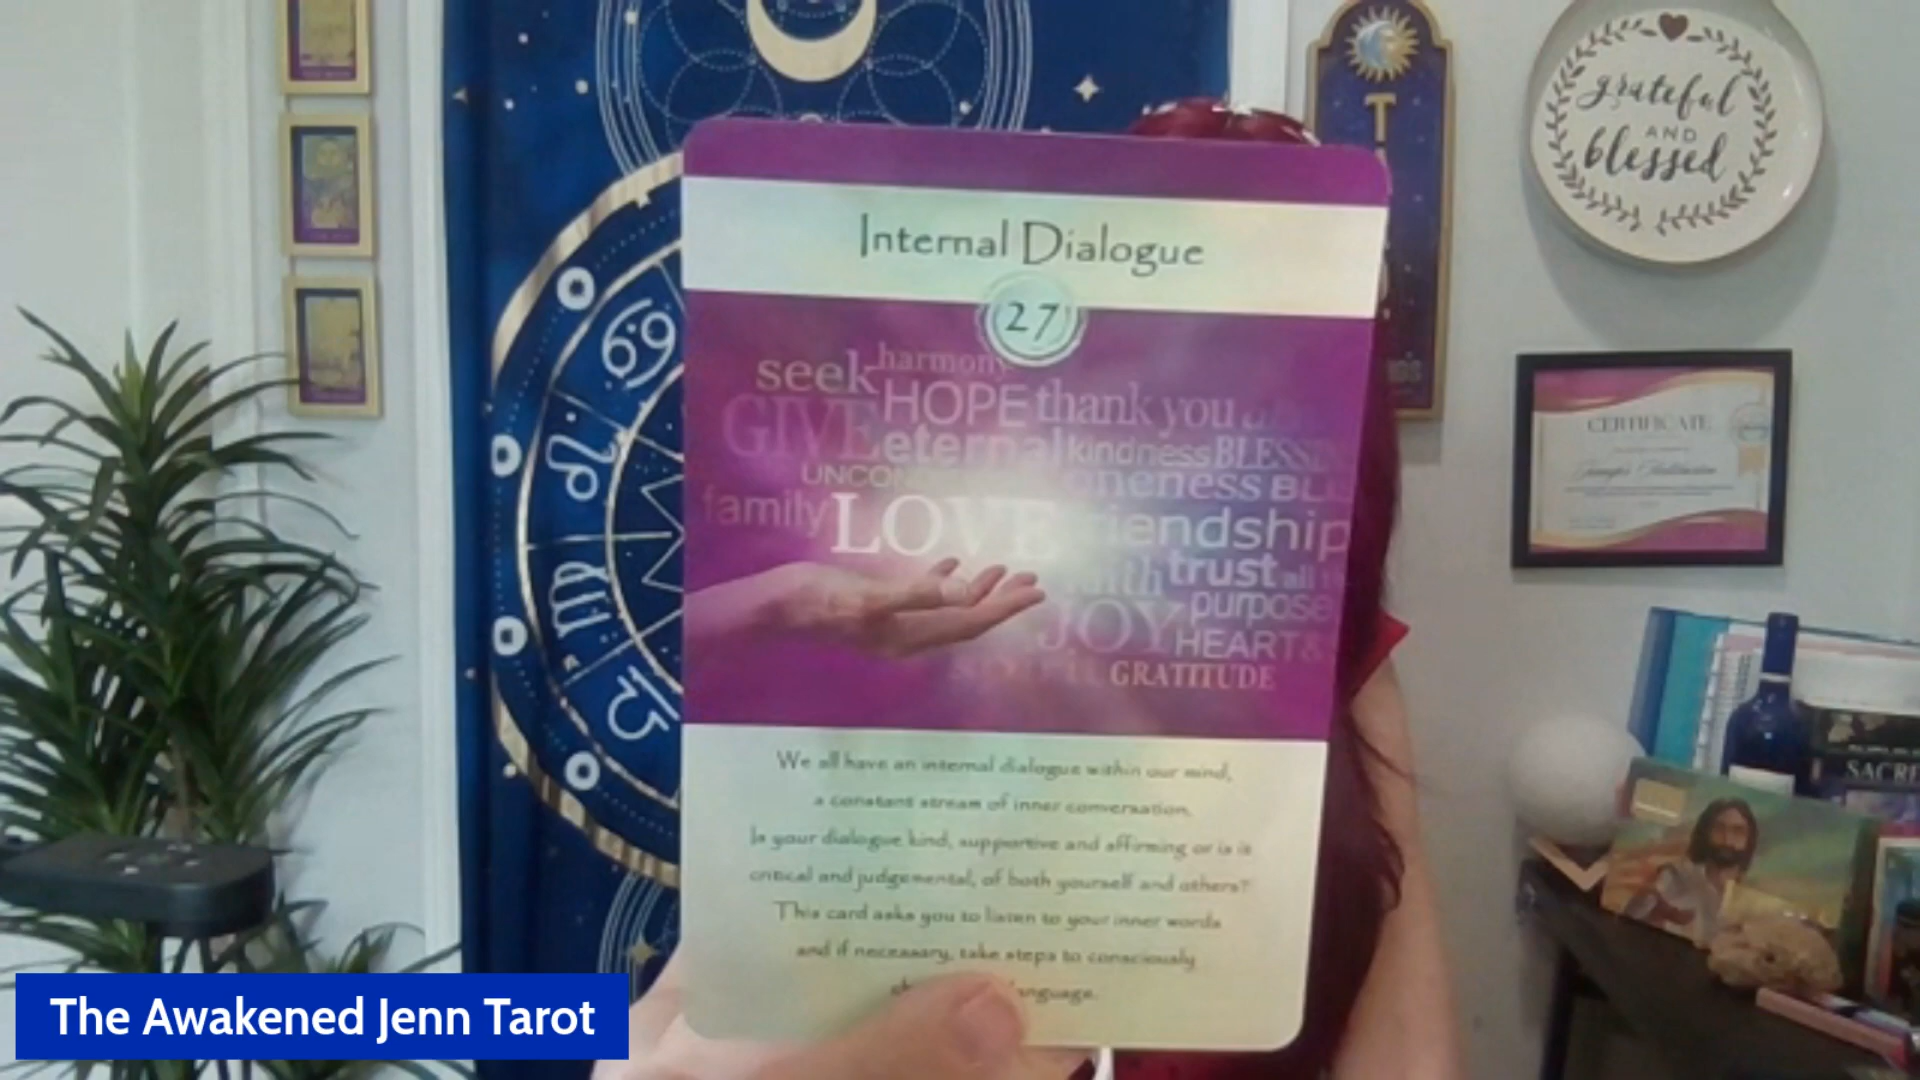 Internal Dialogue
27
seek harmony
GIVE HOPE thank you
eternal kindness
family LOVE friendship
trust all
JOY purpose
HEART &
GRATITUDE
We all have an internal dialogue within our mind,
a constant stream of inner conversation.
Is your dialogue kind, supportive and affirming or is it
critical and judgemental, of both yourself and others?
This card asks you to listen to your inner words
and if necessary, take steps to consciously
language.
grateful
AND
blessed
CERTIFICATE
SACRE
The Awakened Jenn Tarot